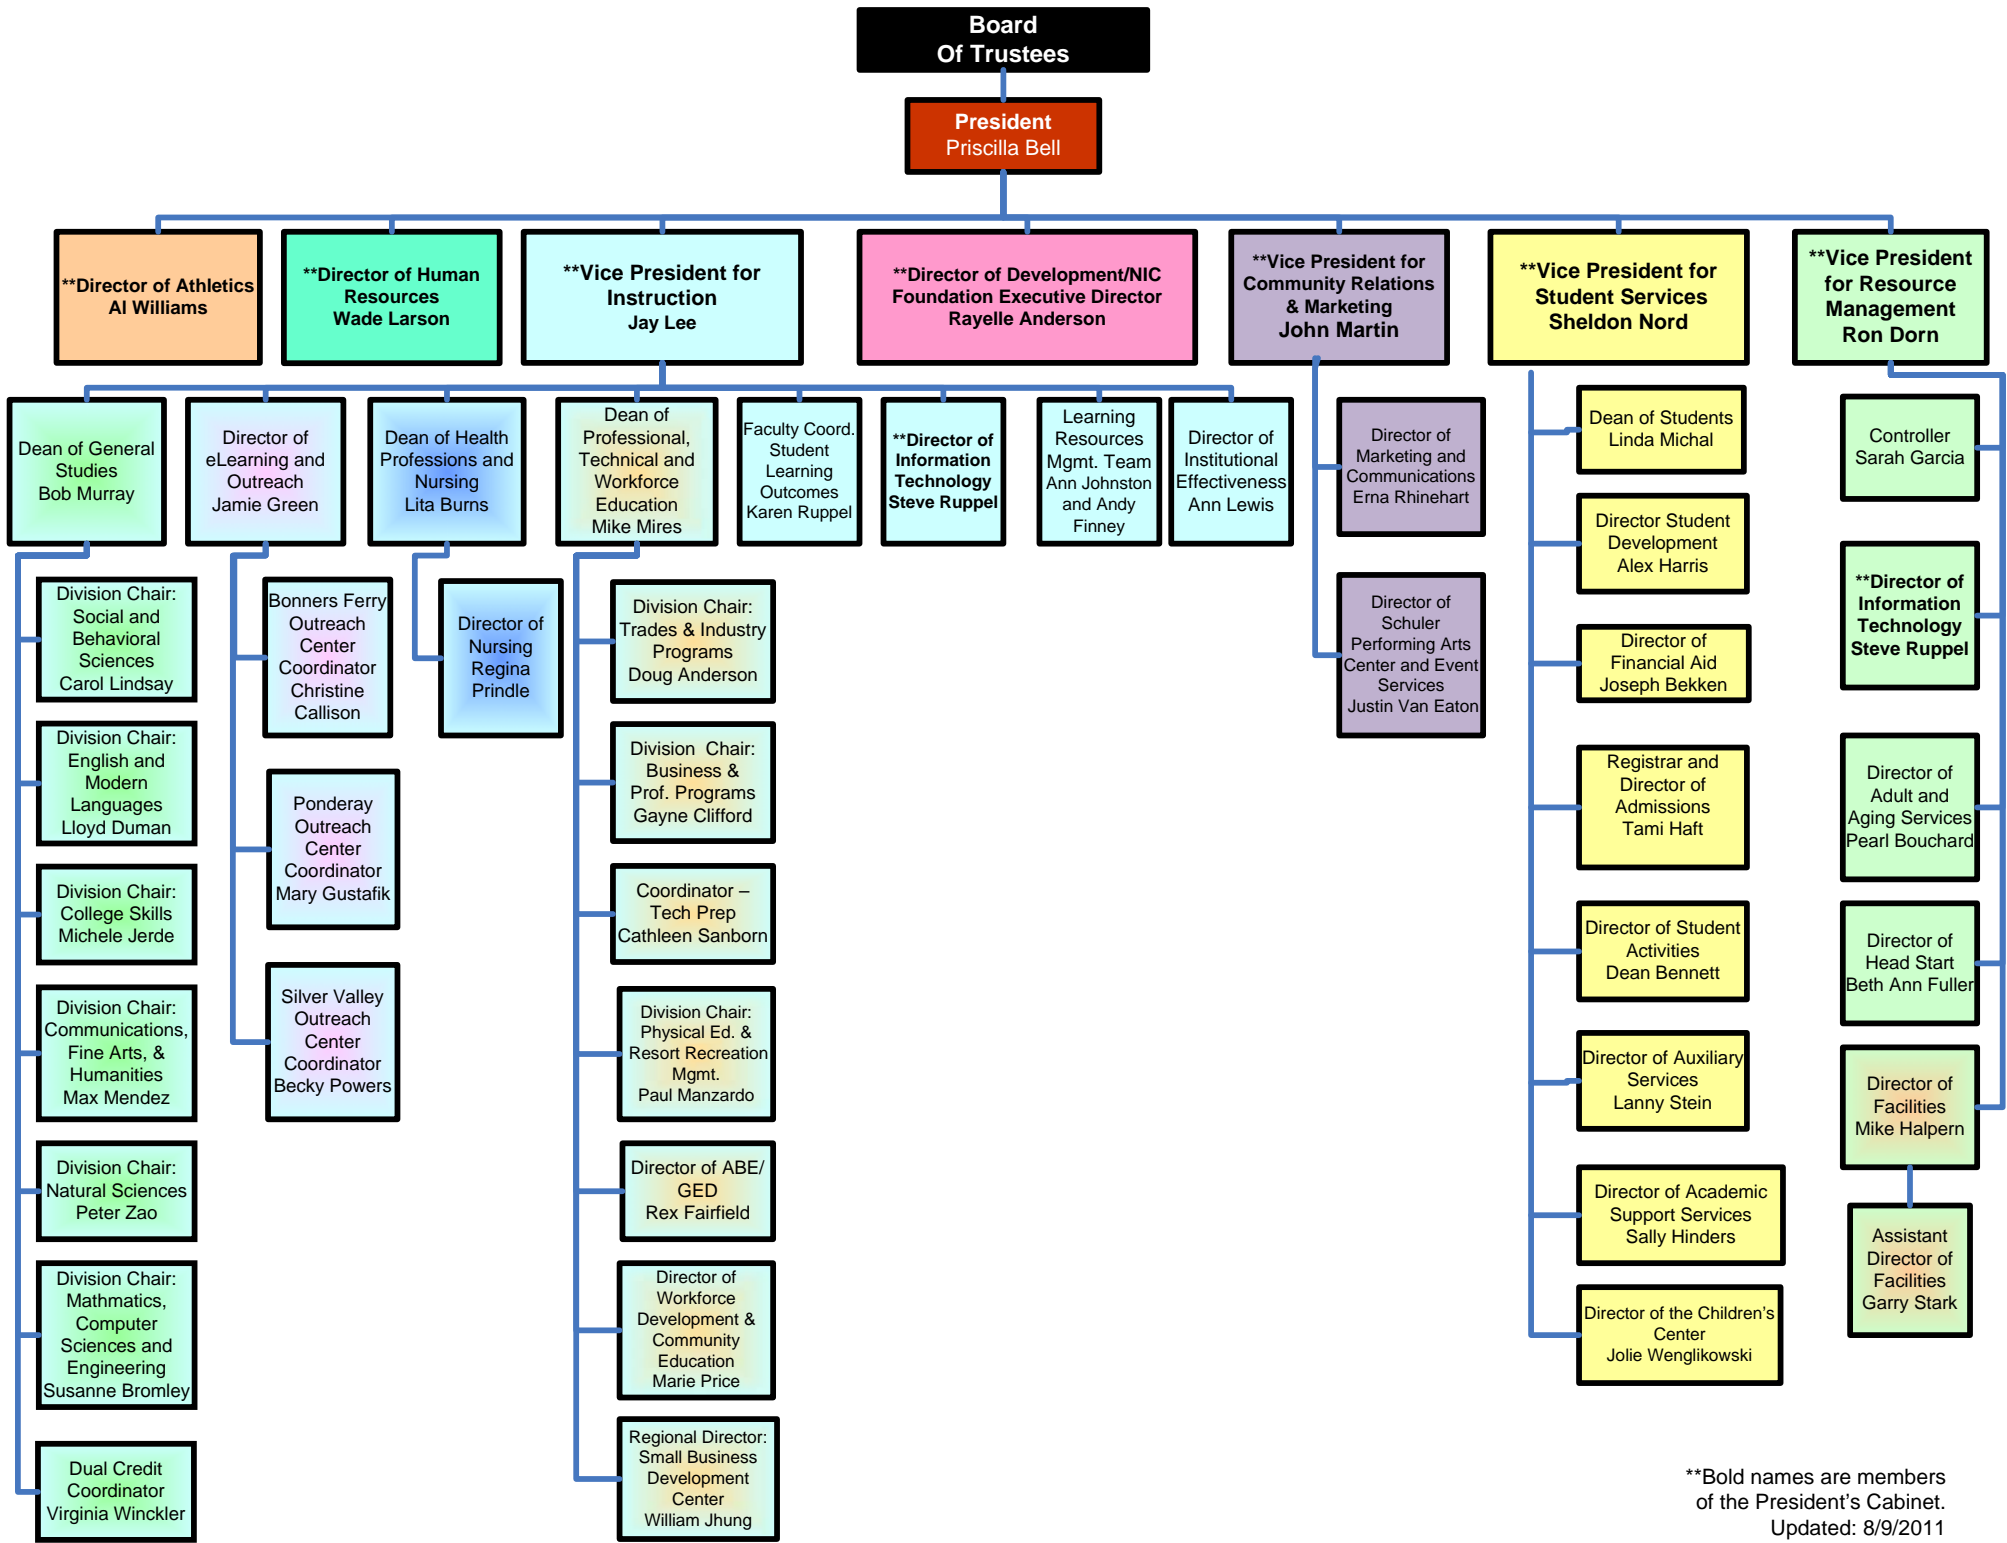 Board
Of Trustees
President
Priscilla Bell
**Director of Athletics
Al Williams
**Director of Human
Resources
Wade Larson
**Vice President for
Instruction
Jay Lee
**Director of Development/NIC
Foundation Executive Director
Rayelle Anderson
**Vice President for
Community Relations
& Marketing
John Martin
**Vice President for
Student Services
Sheldon Nord
**Vice President
for Resource
Management
Ron Dorn
Dean of General
Studies
Bob Murray
Director of
eLearning and
Outreach
Jamie Green
Dean of Health
Professions and
Nursing
Lita Burns
Dean of
Professional,
Technical and
Workforce
Education
Mike Mires
Faculty Coord.
Student
Learning
Outcomes
Karen Ruppel
**Director of
Information
Technology
Steve Ruppel
Learning
Resources
Mgmt. Team
Ann Johnston
and Andy
Finney
Director of
Institutional
Effectiveness
Ann Lewis
Division Chair:
Social and
Behavioral
Sciences
Carol Lindsay
Division Chair:
English and
Modern
Languages
Lloyd Duman
Division Chair:
College Skills
Michele Jerde
Division Chair:
Communications,
Fine Arts, &
Humanities
Max Mendez
Division Chair:
Natural Sciences
Peter Zao
Division Chair:
Mathmatics,
Computer
Sciences and
Engineering
Susanne Bromley
Dual Credit
Coordinator
Virginia Winckler
Bonners Ferry
Outreach
Center
Coordinator
Christine
Callison
Ponderay
Outreach
Center
Coordinator
Mary Gustafik
Silver Valley
Outreach
Center
Coordinator
Becky Powers
Director of
Nursing
Regina
Prindle
Division Chair:
Trades & Industry
Programs
Doug Anderson
Division Chair:
Business &
Prof. Programs
Gayne Clifford
Coordinator –
Tech Prep
Cathleen Sanborn
Division Chair:
Physical Ed. &
Resort Recreation
Mgmt.
Paul Manzardo
Director of ABE/
GED
Rex Fairfield
Director of
Workforce
Development &
Community
Education
Marie Price
Regional Director:
Small Business
Development
Center
William Jhung
Director of
Marketing and
Communications
Erna Rhinehart
Director of
Schuler
Performing Arts
Center and Event
Services
Justin Van Eaton
Dean of Students
Linda Michal
Director Student
Development
Alex Harris
Director of
Financial Aid
Joseph Bekken
Registrar and
Director of
Admissions
Tami Haft
Director of Student
Activities
Dean Bennett
Director of Auxiliary
Services
Lanny Stein
Director of Academic
Support Services
Sally Hinders
Director of the Children's
Center
Jolie Wenglikowski
Controller
Sarah Garcia
**Director of
Information
Technology
Steve Ruppel
Director of
Adult and
Aging Services
Pearl Bouchard
Director of
Head Start
Beth Ann Fuller
Director of
Facilities
Mike Halpern
Assistant
Director of
Facilities
Garry Stark
**Bold names are members
of the President's Cabinet.
Updated: 8/9/2011